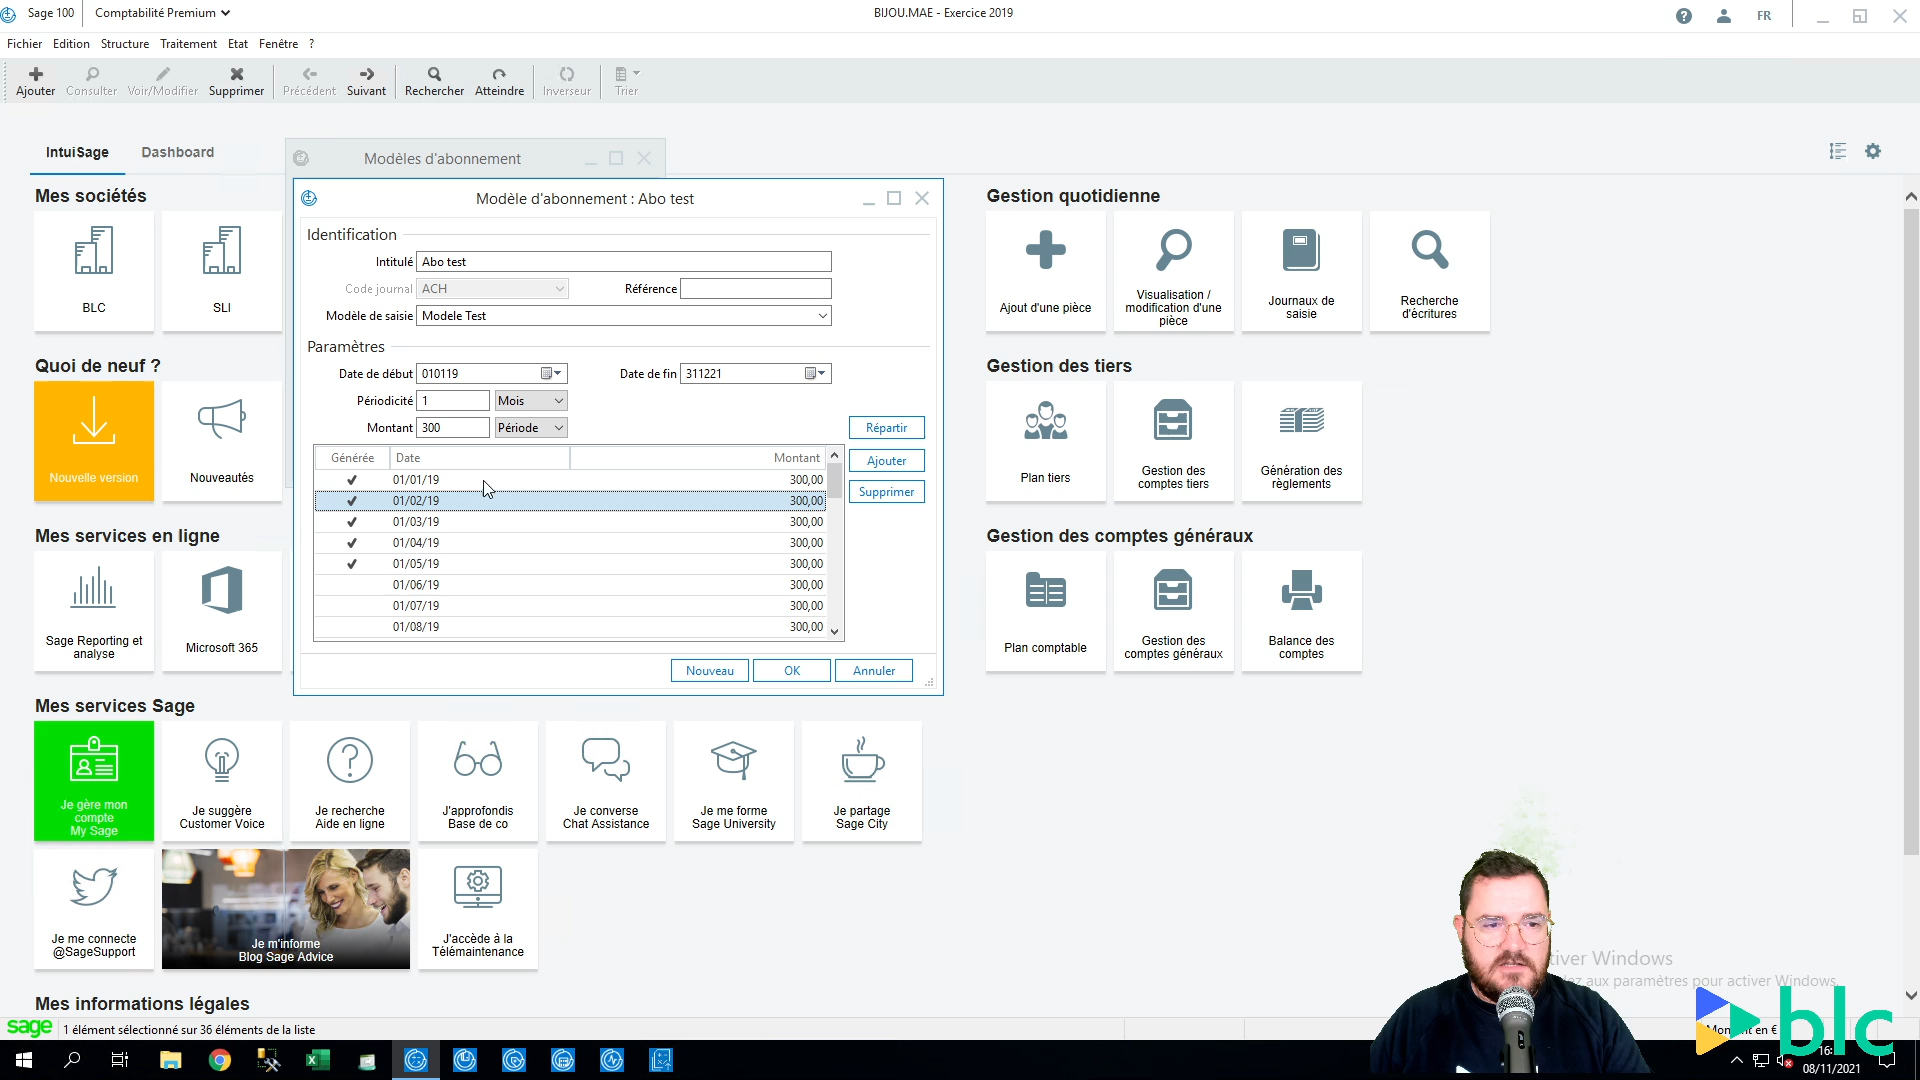 Sage 100
Comptabilité Premium
BIJOU.MAE - Exercice 2019
FR
Fichier Edition Structure Traitement Etat Fenêtre ?
Ajouter Consulter Voir/Modifier Supprimer Précédent Suivant Rechercher Atteindre Inverseur Trier
IntuiSage Dashboard
Modèles d'abonnement
Modèle d'abonnement : Abo test
Identification
Intitulé Abo test
Code journal ACH Référence
Modèle de saisie Modele Test
Paramètres
Date de début 010119 Date de fin 311221
Périodicité 1 Mois
Montant 300 Période
Répartir
Ajouter
Supprimer
Générée Date Montant
01/01/19 300,00
01/02/19 300,00
01/03/19 300,00
01/04/19 300,00
01/05/19 300,00
01/06/19 300,00
01/07/19 300,00
01/08/19 300,00
Nouveau OK Annuler
Mes sociétés
BLC
SLI
Quoi de neuf ?
Nouvelle version
Nouveautés
Mes services en ligne
Sage Reporting et
analyse
Microsoft 365
Mes services Sage
Je gère mon
compte
My Sage
Je suggère
Customer Voice
Je recherche
Aide en ligne
J'approfondis
Base de co
Je converse
Chat Assistance
Je me forme
Sage University
Je partage
Sage City
Je me connecte
@SageSupport
Je m'informe
Blog Sage Advice
J'accède à la
Télémaintenance
Mes informations légales
Gestion quotidienne
Ajout d'une pièce
Visualisation /
modification d'une
pièce
Journaux de
saisie
Recherche
d'écritures
Gestion des tiers
Plan tiers
Gestion des
comptes tiers
Génération des
règlements
Gestion des comptes généraux
Plan comptable
Gestion des
comptes généraux
Balance des
comptes
Windows
aux paramètres pour activer Windows.
sage
1 élément sélectionné sur 36 éléments de la liste
en €
blc
16:
08/11/2021